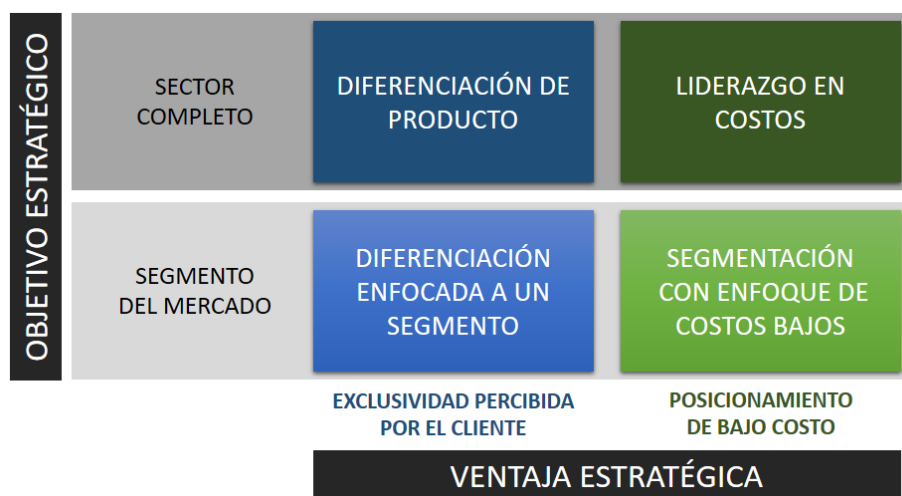 OBJETIVO ESTRATÉGICO
SECTOR
COMPLETO
DIFERENCIACIÓN DE
PRODUCTO
LIDERAZGO EN
COSTOS
SEGMENTO
DEL MERCADO
DIFERENCIACIÓN
ENFOCADA A UN
SEGMENTO
SEGMENTACIÓN
CON ENFOQUE DE
COSTOS BAJOS
EXCLUSIVIDAD PERCIBIDA
POR EL CLIENTE
POSICIONAMIENTO
DE BAJO COSTO
VENTAJA ESTRATÉGICA